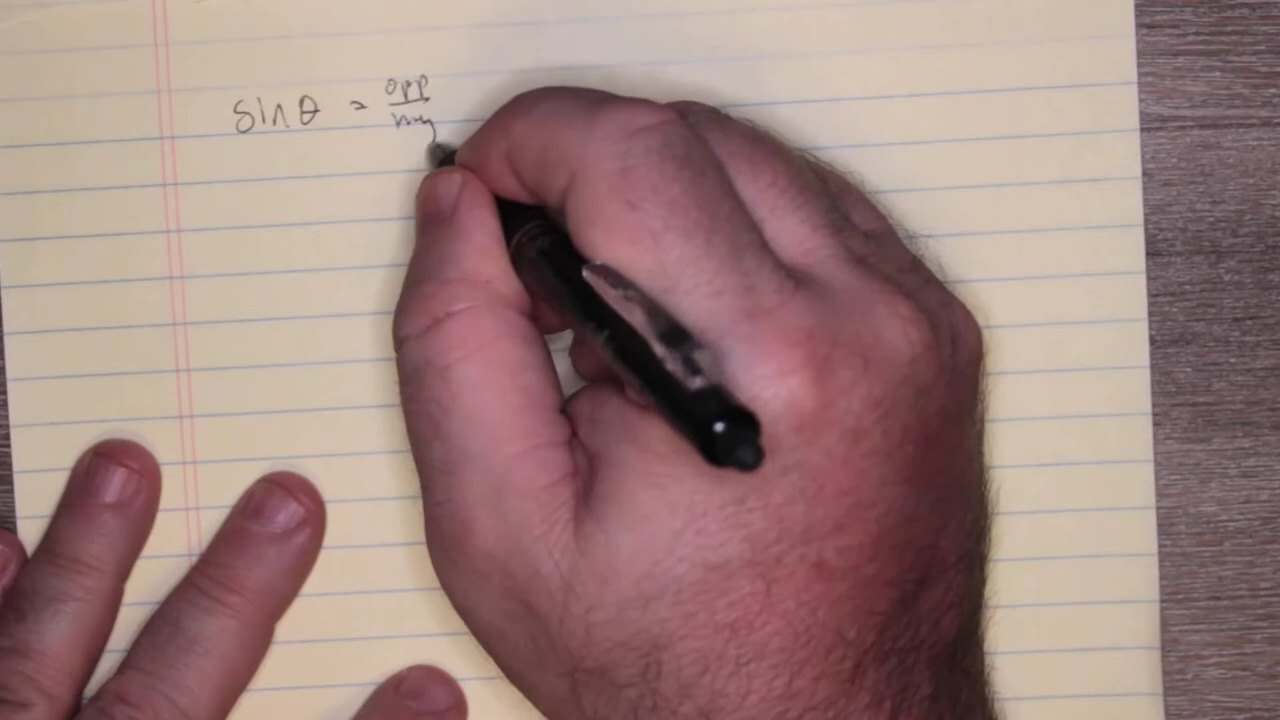 sin θ = opp/hy